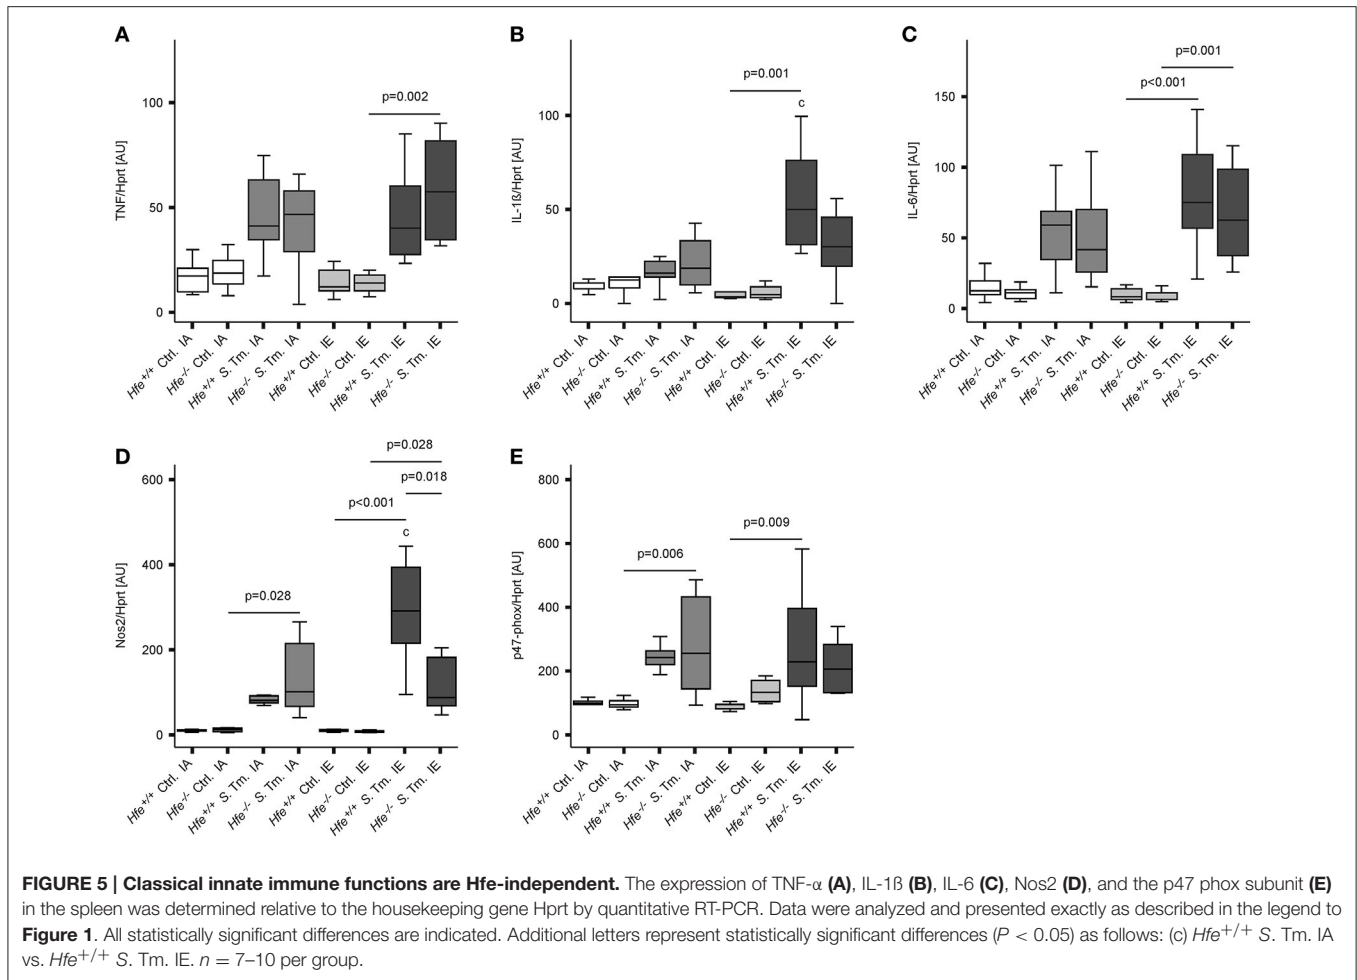 A
TNF/Hprt [AU]
100
50
0
p=0.002
Hfe+/+ Ctrl. IA
Hfe-/- Ctrl. IA
Hfe+/+ S. Tm. IA
Hfe-/- S. Tm. IA
Hfe+/+ Ctrl. IE
Hfe-/- Ctrl. IE
Hfe+/+ S. Tm. IE
Hfe-/- S. Tm. IE
B
IL-1ß/Hprt [AU]
100
50
0
p=0.001
c
Hfe+/+ Ctrl. IA
Hfe-/- Ctrl. IA
Hfe+/+ S. Tm. IA
Hfe-/- S. Tm. IA
Hfe+/+ Ctrl. IE
Hfe-/- Ctrl. IE
Hfe+/+ S. Tm. IE
Hfe-/- S. Tm. IE
C
IL-6/Hprt [AU]
150
100
50
0
p=0.001
p<0.001
Hfe+/+ Ctrl. IA
Hfe-/- Ctrl. IA
Hfe+/+ S. Tm. IA
Hfe-/- S. Tm. IA
Hfe+/+ Ctrl. IE
Hfe-/- Ctrl. IE
Hfe+/+ S. Tm. IE
Hfe-/- S. Tm. IE
D
Nos2/Hprt [AU]
600
400
200
0
p=0.028
p=0.018
p<0.001
c
p=0.028
Hfe+/+ Ctrl. IA
Hfe-/- Ctrl. IA
Hfe+/+ S. Tm. IA
Hfe-/- S. Tm. IA
Hfe+/+ Ctrl. IE
Hfe-/- Ctrl. IE
Hfe+/+ S. Tm. IE
Hfe-/- S. Tm. IE
E
p47-phox/Hprt [AU]
800
600
400
200
0
p=0.009
p=0.006
Hfe+/+ Ctrl. IA
Hfe-/- Ctrl. IA
Hfe+/+ S. Tm. IA
Hfe-/- S. Tm. IA
Hfe+/+ Ctrl. IE
Hfe-/- Ctrl. IE
Hfe+/+ S. Tm. IE
Hfe-/- S. Tm. IE
FIGURE 5 | Classical innate immune functions are Hfe-independent. The expression of TNF-α (A), IL-1ß (B), IL-6 (C), Nos2 (D), and the p47 phox subunit (E)
in the spleen was determined relative to the housekeeping gene Hprt by quantitative RT-PCR. Data were analyzed and presented exactly as described in the legend to
Figure 1. All statistically significant differences are indicated. Additional letters represent statistically significant differences (P < 0.05) as follows: (c) Hfe+/+ S. Tm. IA
vs. Hfe+/+ S. Tm. IE. n = 7–10 per group.